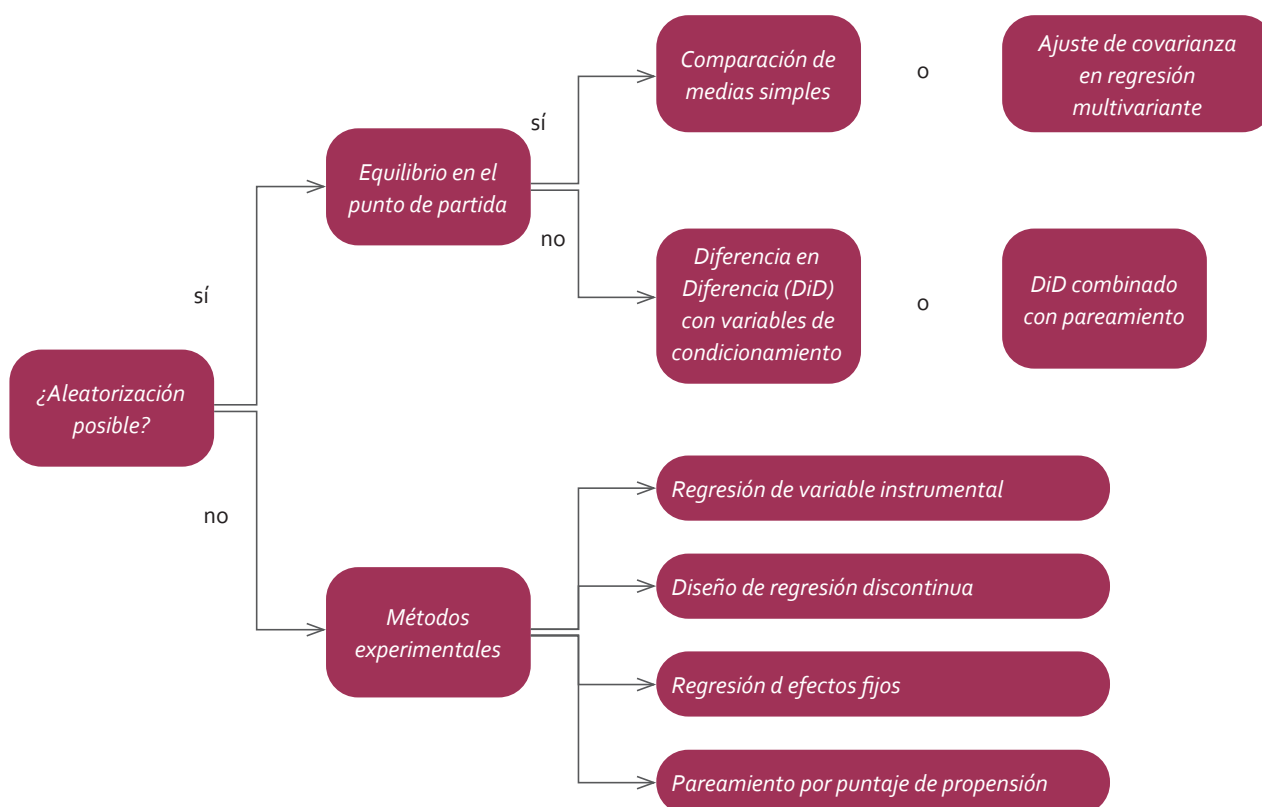 Comparación de
medias simples
o
Ajuste de covarianza
en regresión
multivariante
sí
Equilibrio en el
punto de partida
no
Diferencia en
Diferencia (DiD)
con variables de
condicionamiento
o
DiD combinado
con pareamiento
sí
¿Aleatorización
posible?
no
Métodos
experimentales
Regresión de variable instrumental
Diseño de regresión discontinua
Regresión d efectos fijos
Pareamiento por puntaje de propensión